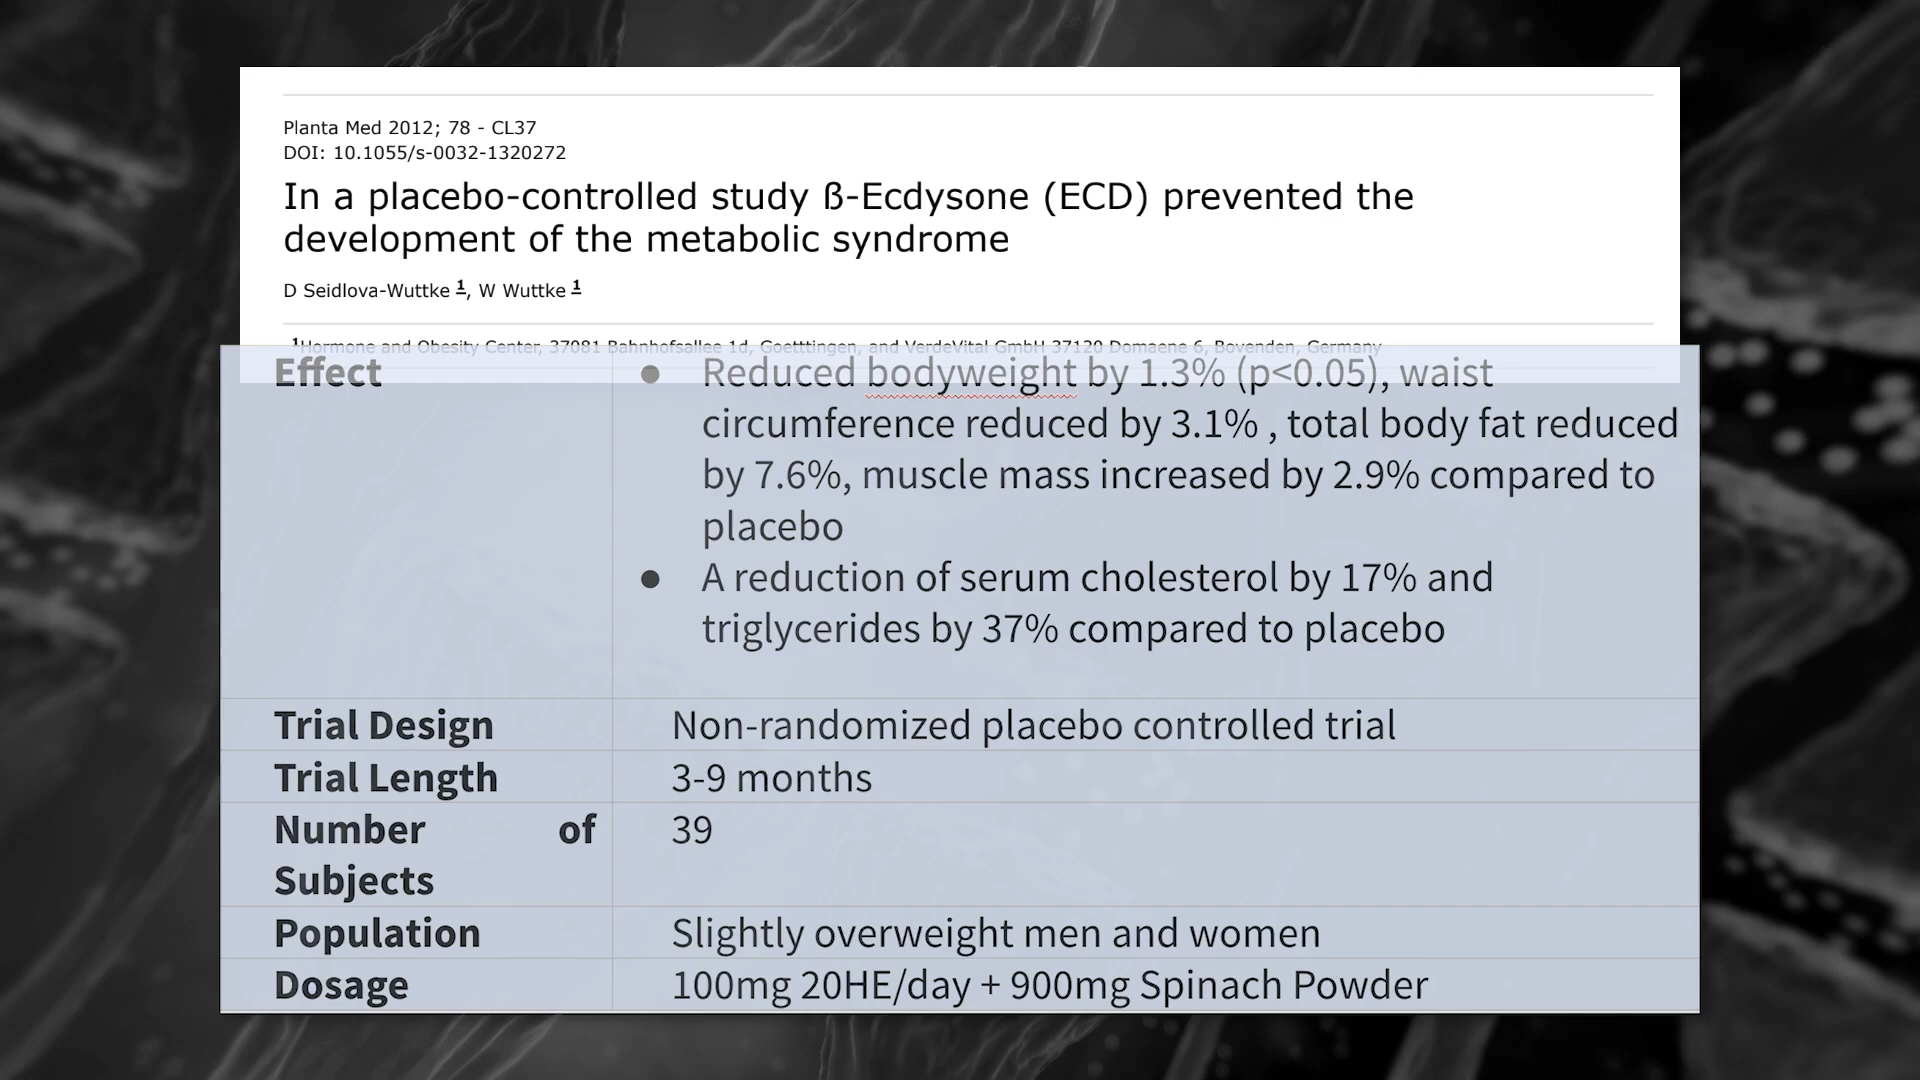 Planta Med 2012; 78 - CL37
DOI: 10.1055/s-0032-1320272
In a placebo-controlled study ß-Ecdysone (ECD) prevented the
development of the metabolic syndrome
D Seidlova-Wuttke 1, W Wuttke 1
1Hormone and Obesity Center, 37081 Bahnhofsallee 1d, Goetttingen, and VerdeVital GmbH 37120 Domaene 6, Bovenden, Germany
Effect
● Reduced bodyweight by 1.3% (p<0.05), waist
circumference reduced by 3.1% , total body fat reduced
by 7.6%, muscle mass increased by 2.9% compared to
placebo
● A reduction of serum cholesterol by 17% and
triglycerides by 37% compared to placebo
Trial Design Non-randomized placebo controlled trial
Trial Length 3-9 months
Number of 39
Subjects
Population Slightly overweight men and women
Dosage 100mg 20HE/day + 900mg Spinach Powder